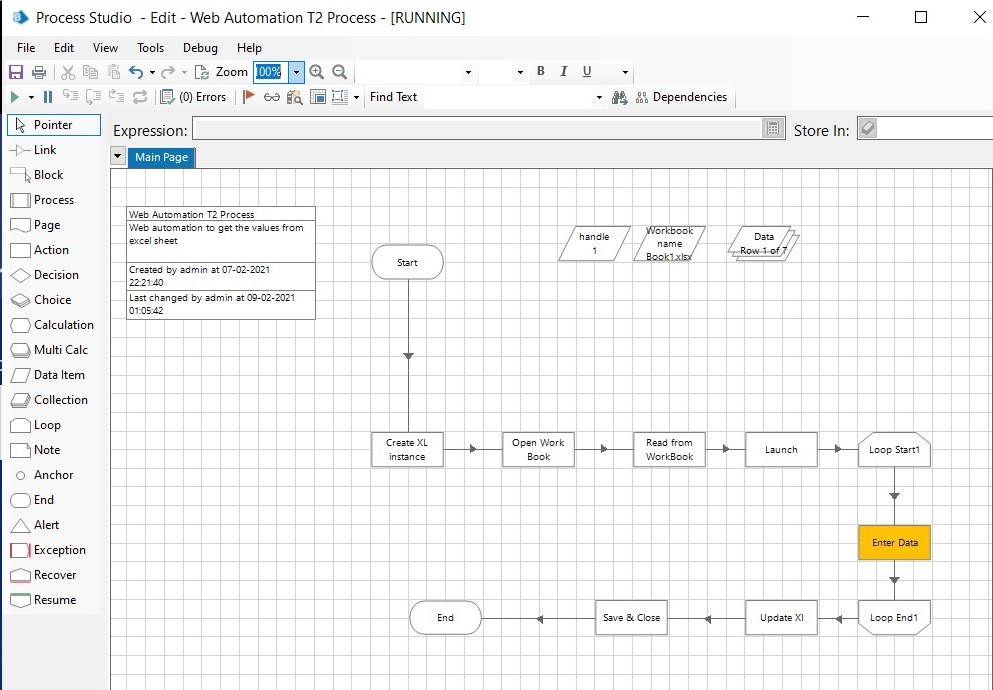 Process Studio - Edit - Web Automation T2 Process - [RUNNING]
File Edit View Tools Debug Help
Zoom 100% B I U
(0) Errors Find Text Dependencies
Pointer
Link
Block
Process
Page
Action
Decision
Choice
Calculation
Multi Calc
Data Item
Collection
Loop
Note
Anchor
End
Alert
Exception
Recover
Resume
Expression: Store In:
Main Page
Web Automation T2 Process
Web automation to get the values from
excel sheet
Created by admin at 07-02-2021
22:21:40
Last changed by admin at 09-02-2021
01:05:42
Start
handle
1
Workbook
name
Book1.xlsx
Data
Row 1 of 7
Create XL
instance
Open Work
Book
Read from
WorkBook
Launch
Loop Start1
Enter Data
Loop End1
Update Xl
Save & Close
End